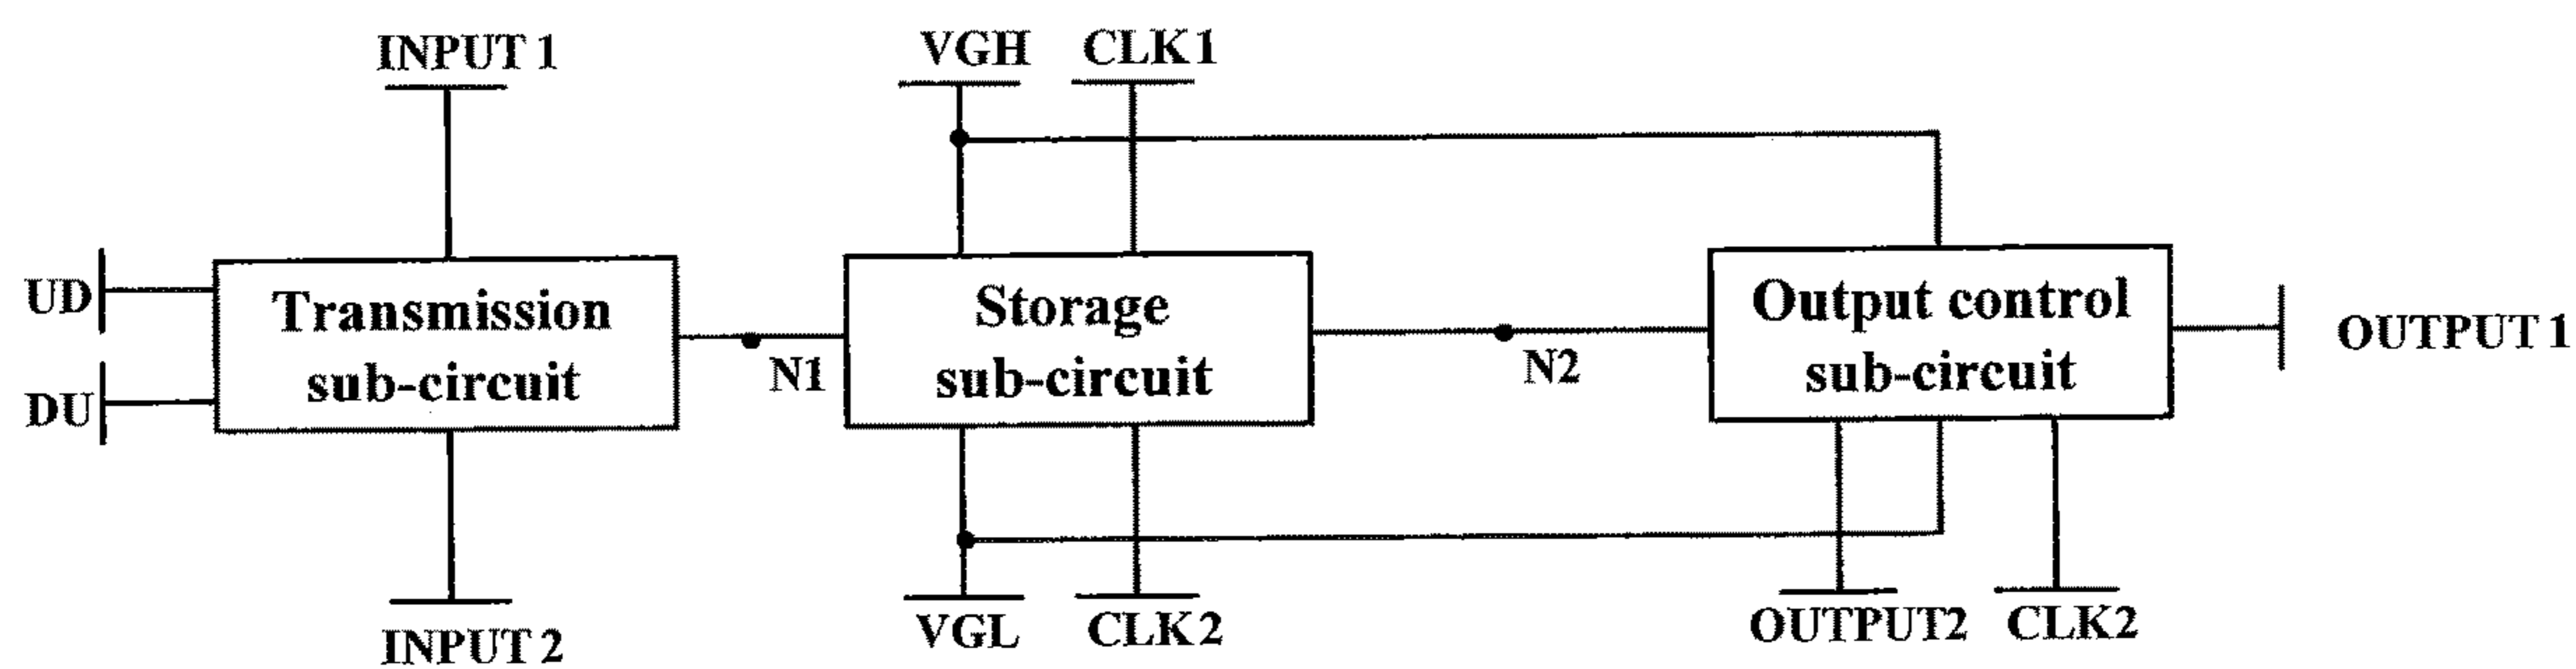 INPUT 1
VGH
CLK1
UD
DU
Transmission
sub-circuit
N1
Storage
sub-circuit
N2
Output control
sub-circuit
OUTPUT 1
INPUT 2
VGL
CLK2
OUTPUT2
CLK2